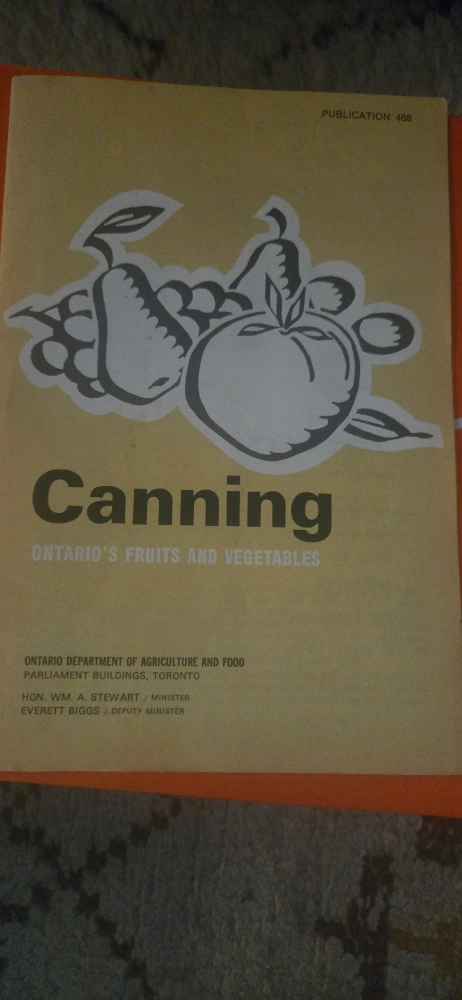 PUBLICATION 468
Canning
ONTARIO'S FRUITS AND VEGETABLES
ONTARIO DEPARTMENT OF AGRICULTURE AND FOOD
PARLIAMENT BUILDINGS, TORONTO
HON. WM. A. STEWART / MINISTER
EVERETT BIGGS / DEPUTY MINISTER